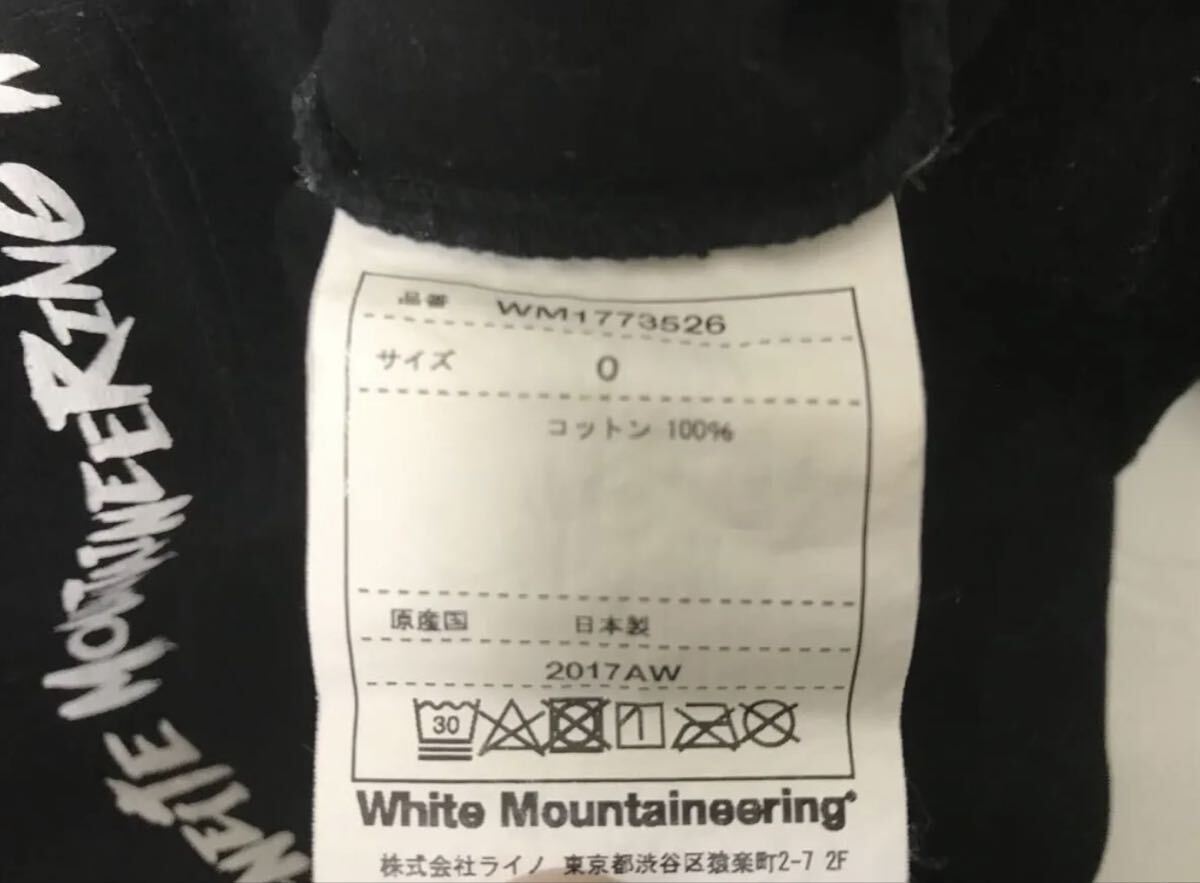 品番 WM1773526
サイズ 0
コットン 100%
原産国 日本製
2017AW
30
White Mountaineering®
株式会社ライノ 東京都渋谷区猿楽町2-7 2F
MOUNTAINEERING